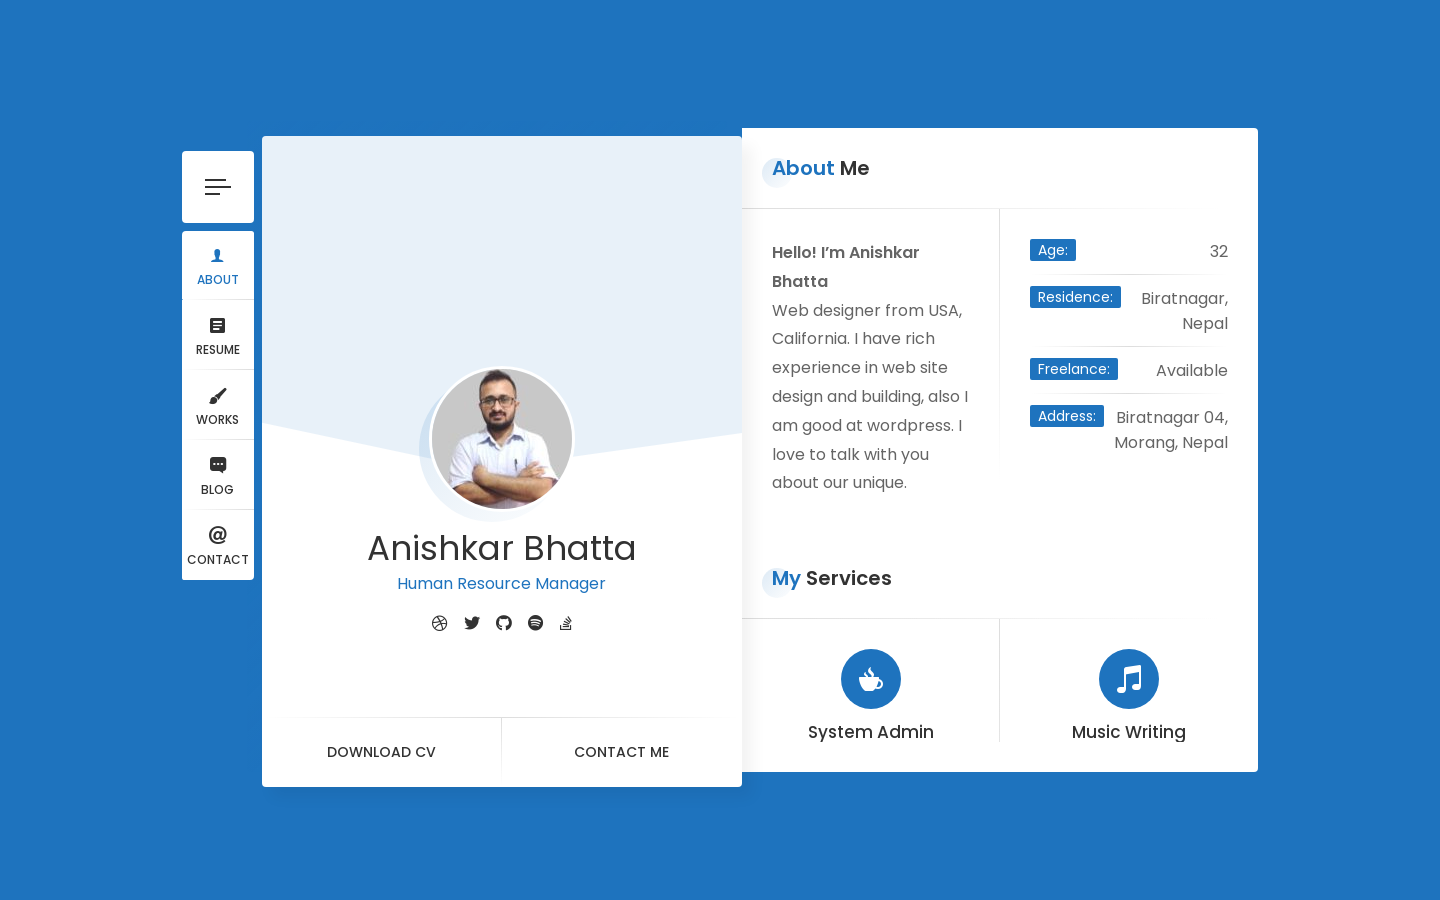 ABOUT
RESUME
WORKS
BLOG
CONTACT
Anishkar Bhatta
Human Resource Manager
DOWNLOAD CV
CONTACT ME
About Me
Hello! I’m Anishkar
Bhatta
Web designer from USA,
California. I have rich
experience in web site
design and building, also I
am good at wordpress. I
love to talk with you
about our unique.
Age: 32
Residence: Biratnagar,
Nepal
Freelance: Available
Address: Biratnagar 04,
Morang, Nepal
My Services
System Admin
Music Writing